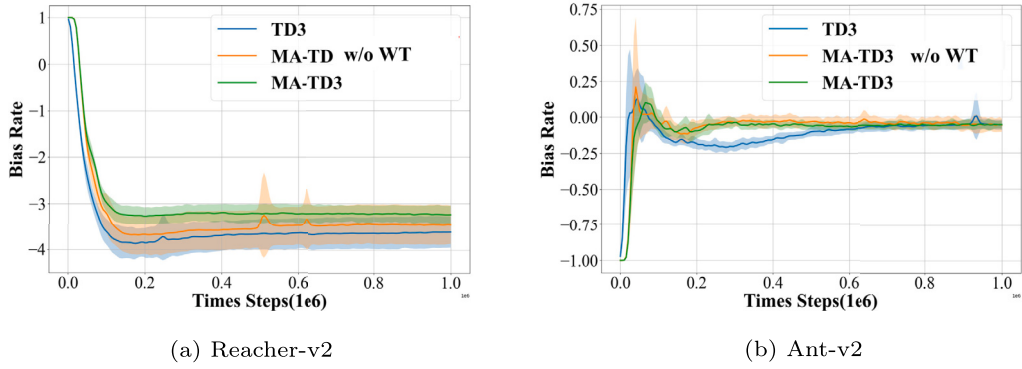 1
0
−1
−2
−3
−4
Bias Rate
TD3
MA-TD w/o WT
MA-TD3
0.0 0.2 0.4 0.6 0.8 1.0
Times Steps(1e6)
1e6
(a) Reacher-v2
0.75
0.50
0.25
0.00
−0.25
−0.50
−0.75
−1.00
Bias Rate
TD3
MA-TD3 w/o WT
MA-TD3
0.0 0.2 0.4 0.6 0.8 1.0
Times Steps(1e6)
1e6
(b) Ant-v2